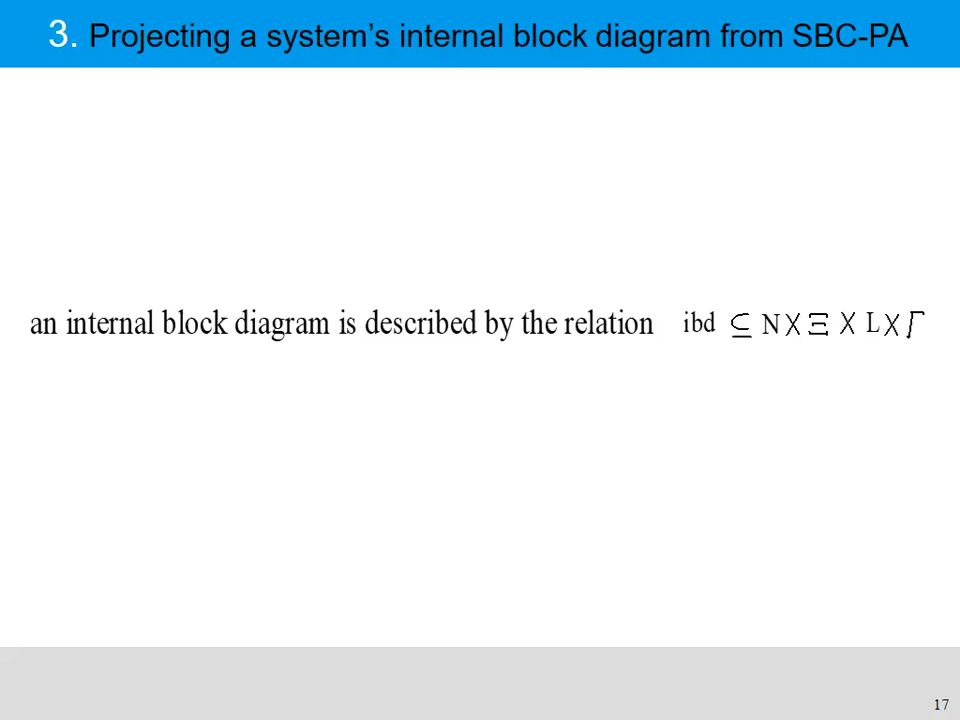 3. Projecting a system’s internal block diagram from SBC-PA
an internal block diagram is described by the relation ibd ⊆ N X Ξ X L X Γ
17